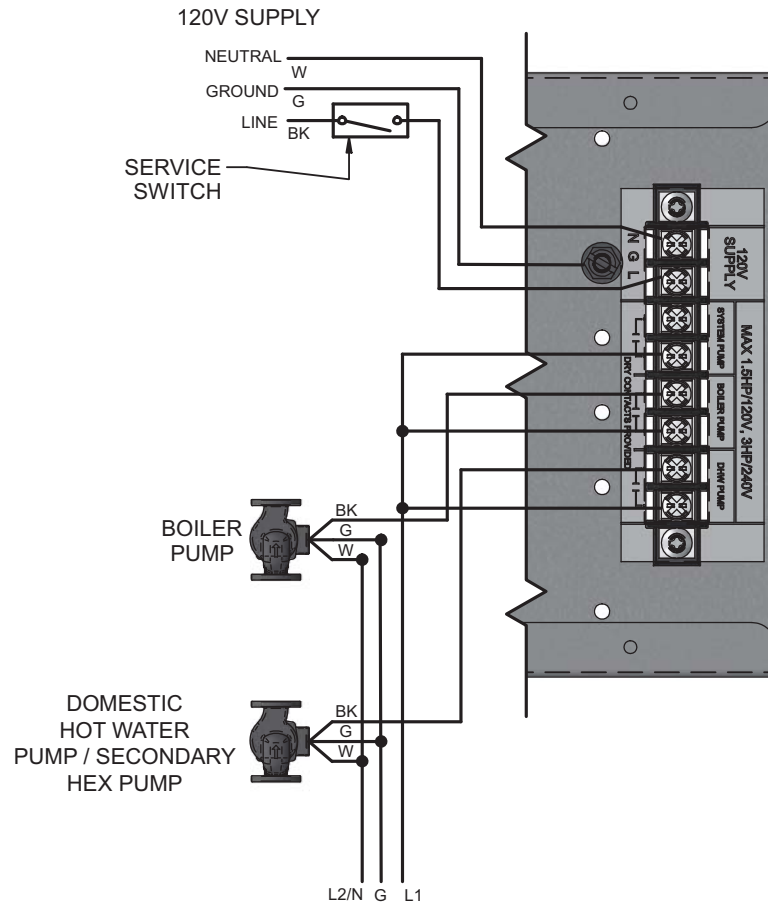 120V SUPPLY
NEUTRAL
W
GROUND
G
LINE
BK
SERVICE
SWITCH
N G L
120V
SUPPLY
SYSTEM PUMP
BOILER PUMP
DHW PUMP
MAX 1.5HP/120V, 3HP/240V
DRY CONTACTS PROVIDED
BOILER
PUMP
BK
G
W
DOMESTIC
HOT WATER
PUMP / SECONDARY
HEX PUMP
BK
G
W
L2/N G L1